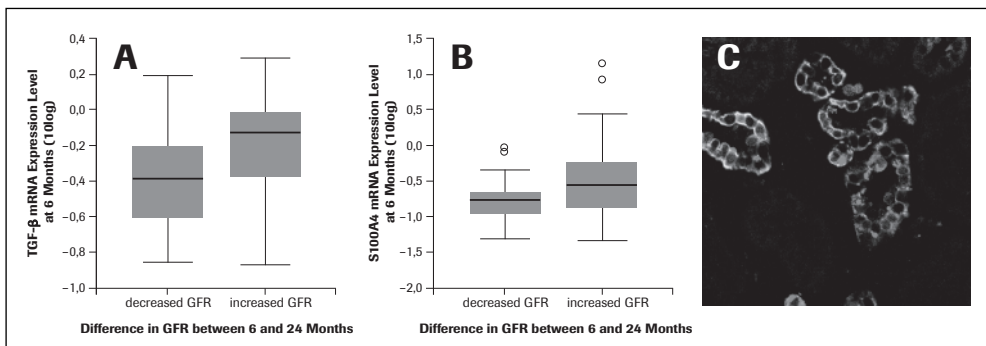 A
TGF-β mRNA Expression Level
at 6 Months (10log)
0,4
0,2
0,0
−0,2
−0,4
−0,6
−0,8
−1,0
decreased GFR increased GFR
Difference in GFR between 6 and 24 Months
B
S100A4 mRNA Expression Level
at 6 Months (10log)
1,5
1,0
0,5
0,0
−0,5
−1,0
−1,5
−2,0
decreased GFR increased GFR
Difference in GFR between 6 and 24 Months
C